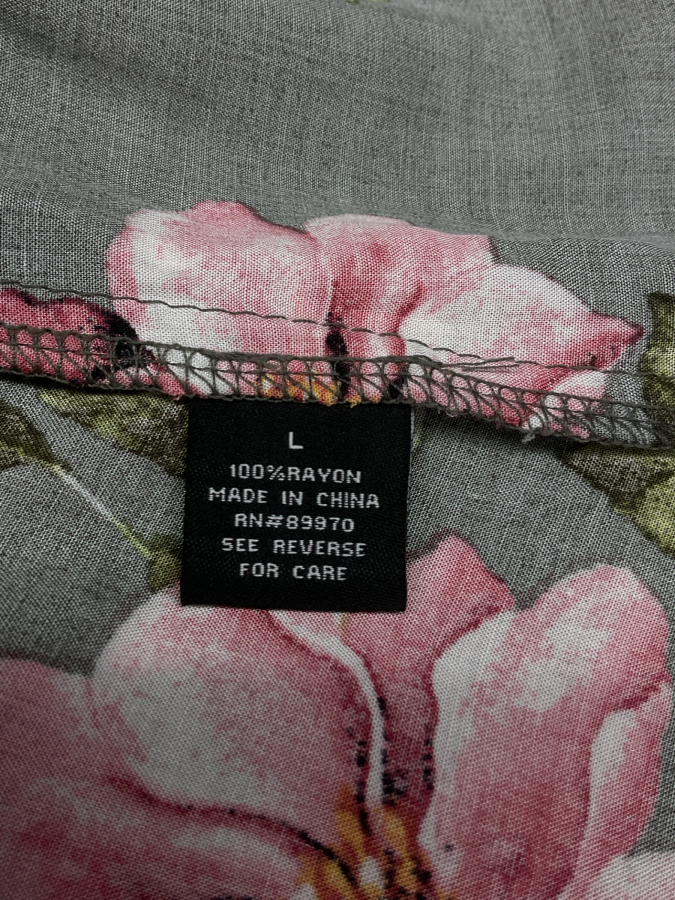 L
100%RAYON
MADE IN CHINA
RN#89970
SEE REVERSE
FOR CARE